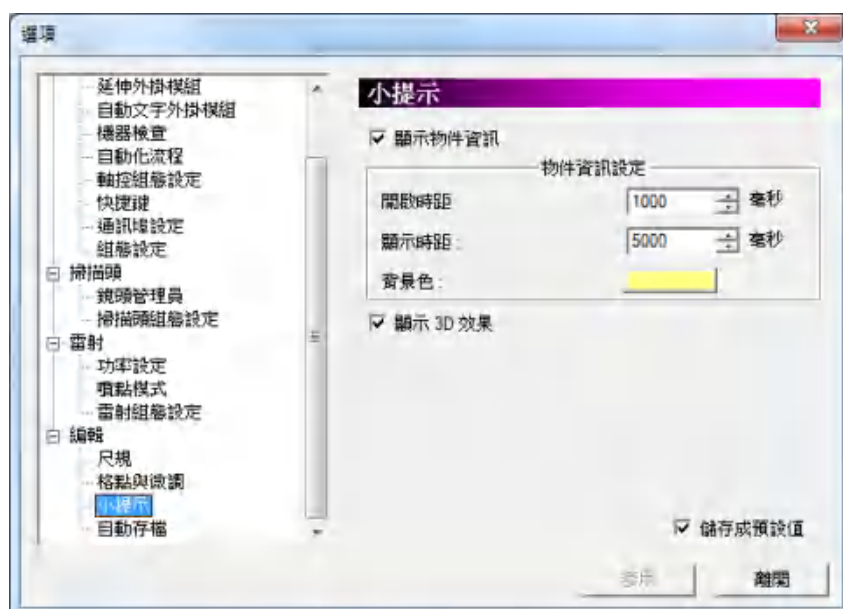 選項
延伸外掛模組
自動文字外掛模組
機器檢查
自動化流程
軸控組態設定
快捷鍵
通訊埠設定
組態設定
掃描頭
鏡頭管理員
掃描頭組態設定
雷射
功率設定
噴點模式
雷射組態設定
編輯
尺規
格點與微調
小提示
自動存檔
小提示
顯示物件資訊
物件資訊設定
開啟時距 1000 毫秒
顯示時距 : 5000 毫秒
背景色 :
顯示 3D 效果
儲存成預設值
套用 離開